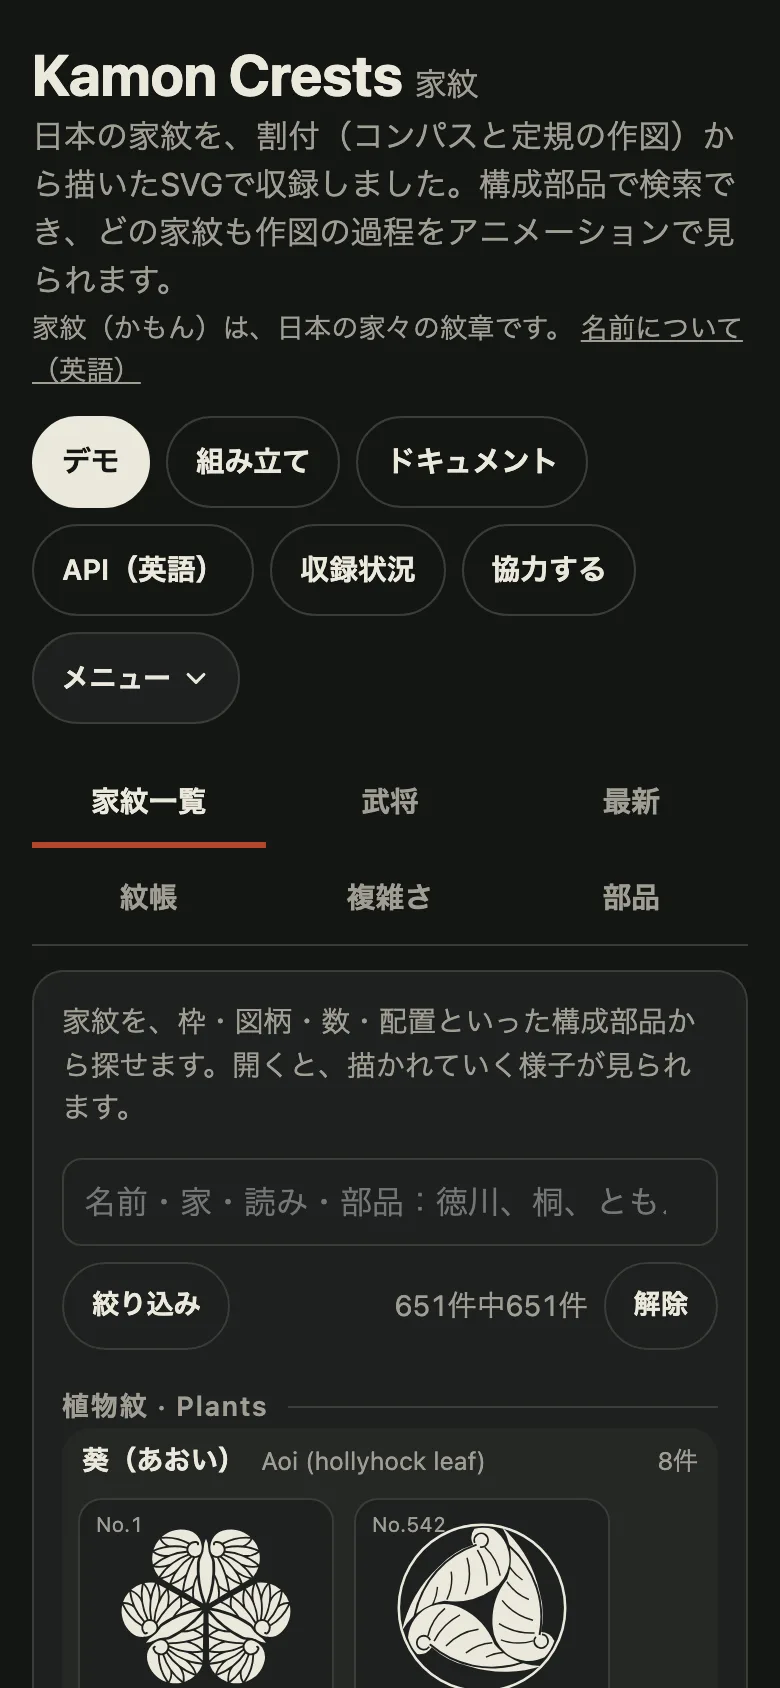 Kamon Crests 家紋
日本の家紋を、割付（コンパスと定規の作図）か
ら描いたSVGで収録しました。構成部品で検索で
き、どの家紋も作図の過程をアニメーションで見
られます。
家紋（かもん）は、日本の家々の紋章です。 名前について
（英語）
デモ
組み立て
ドキュメント
API（英語）
収録状況
協力する
メニュー
家紋一覧
武将
最新
紋帳
複雑さ
部品
家紋を、枠・図柄・数・配置といった構成部品か
ら探せます。開くと、描かれていく様子が見られ
ます。
名前・家・読み・部品：徳川、桐、とも
絞り込み
651件中651件
解除
植物紋 · Plants
葵（あおい） Aoi (hollyhock leaf)
8件
No.1
No.542